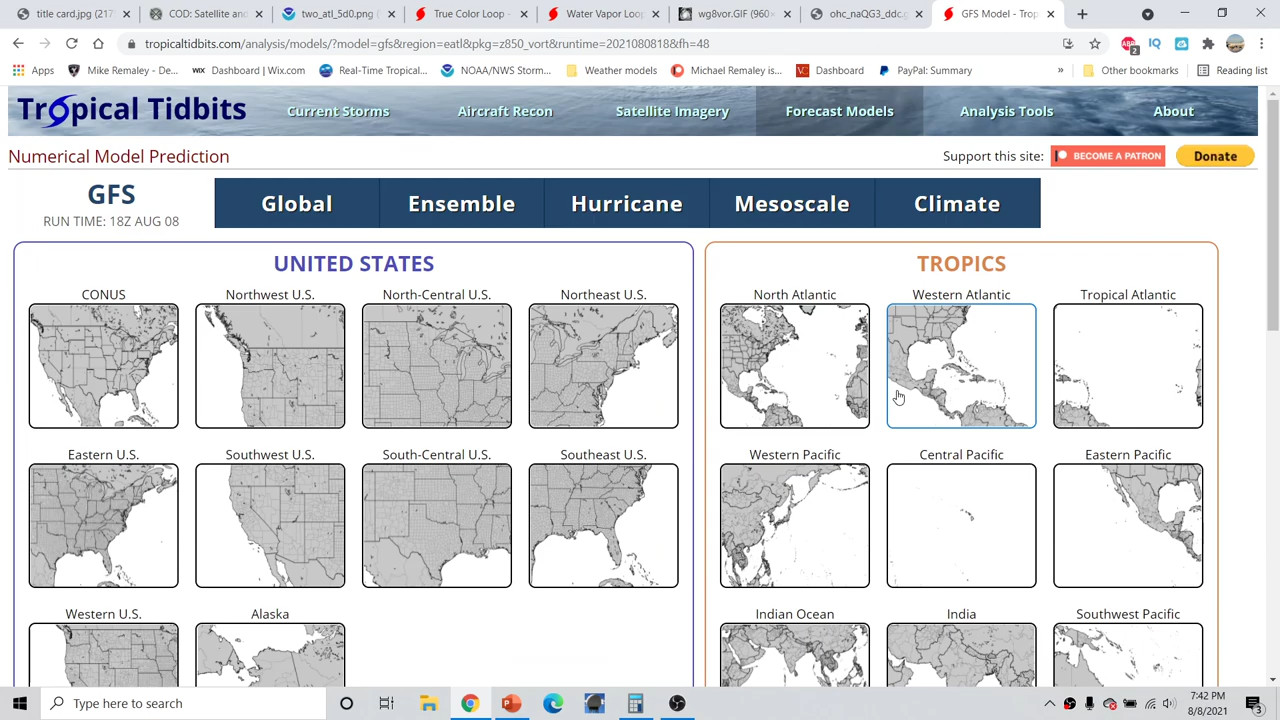 title card.jpg (217×
COD: Satellite and
two_atl_5d0.png (
True Color Loop -
Water Vapor Loo
wg8vor.GIF (960×
ohc_naQG3_ddc.g
GFS Model - Trop
tropicaltidbits.com/analysis/models/?model=gfs&region=eatl&pkg=z850_vort&runtime=2021080818&fh=48
Apps
Mike Remaley - De...
WiX Dashboard | Wix.com
Real-Time Tropical...
NOAA/NWS Storm...
Weather models
Michael Remaley is...
VC Dashboard
PayPal: Summary
»
Other bookmarks
Reading list
Tropical Tidbits
Current Storms
Aircraft Recon
Satellite Imagery
Forecast Models
Analysis Tools
About
Numerical Model Prediction
Support this site:
BECOME A PATRON
Donate
GFS
RUN TIME: 18Z AUG 08
Global
Ensemble
Hurricane
Mesoscale
Climate
UNITED STATES
TROPICS
CONUS
Northwest U.S.
North-Central U.S.
Northeast U.S.
North Atlantic
Western Atlantic
Tropical Atlantic
Eastern U.S.
Southwest U.S.
South-Central U.S.
Southeast U.S.
Western Pacific
Central Pacific
Eastern Pacific
Western U.S.
Alaska
Indian Ocean
India
Southwest Pacific
Type here to search
7:42 PM
8/8/2021
3